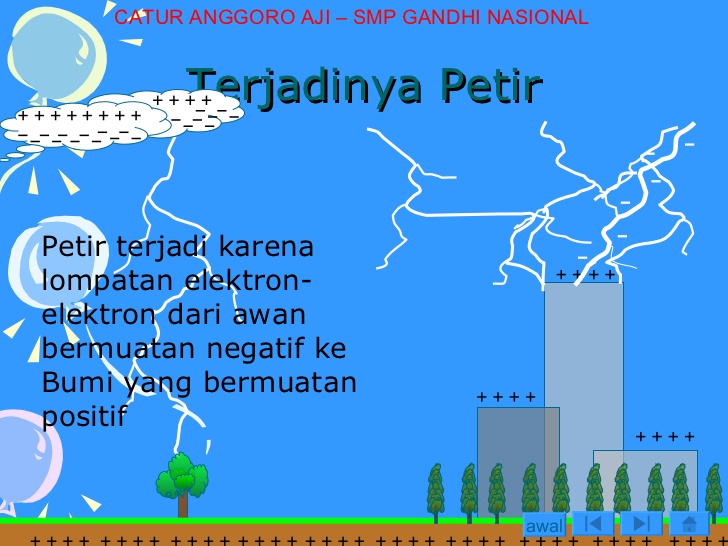 CATUR ANGGORO AJI – SMP GANDHI NASIONAL
Terjadinya Petir
+ + + +
+ + + + + + + +
Petir terjadi karena
lompatan elektron-
elektron dari awan
bermuatan negatif ke
Bumi yang bermuatan
positif
+ + + +
+ + + +
+ + + +
awal
+ + + + + + + + + + + + + + + + + + + + + + + + + + + + + + + + + + + + + + + +